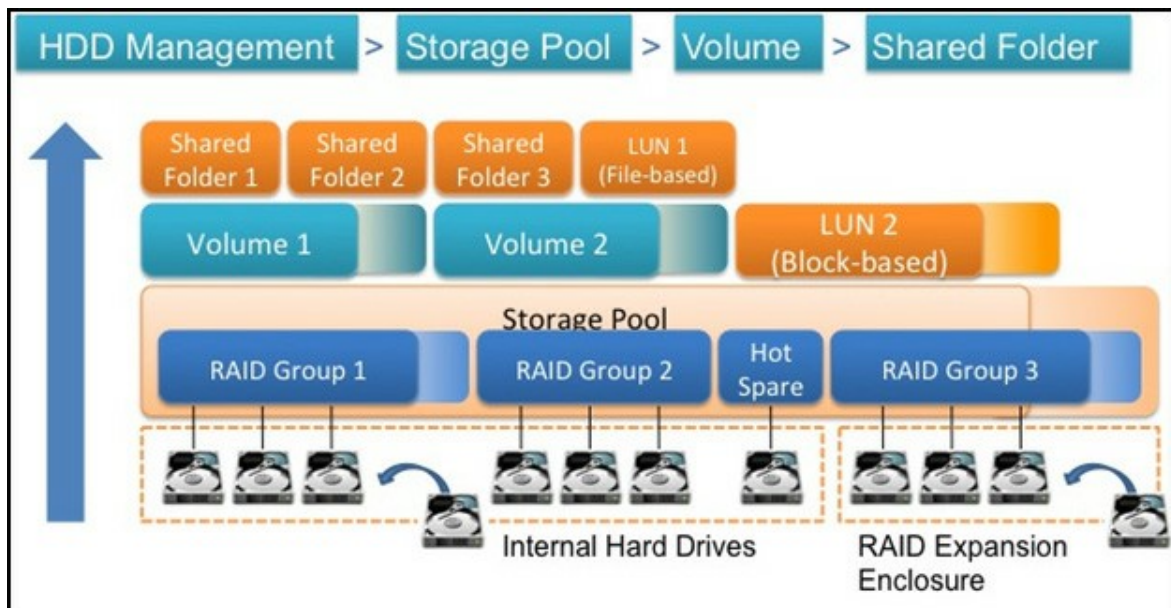 HDD Management > Storage Pool > Volume > Shared Folder
Shared
Folder 1
Shared
Folder 2
Shared
Folder 3
LUN 1
(File-based)
Volume 1
Volume 2
LUN 2
(Block-based)
Storage Pool
RAID Group 1
RAID Group 2
Hot
Spare
RAID Group 3
Internal Hard Drives
RAID Expansion
Enclosure